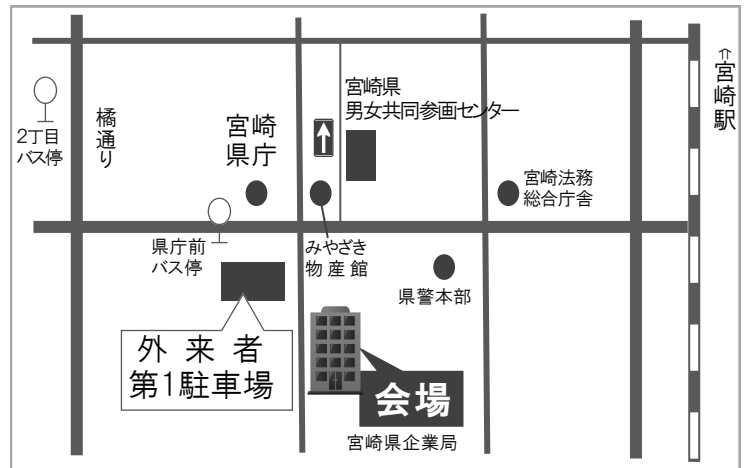 ⇧宮崎駅
宮崎県
男女共同参画センター
2丁目
バス停
橘通り
宮崎
県庁
宮崎法務
総合庁舎
県庁前
バス停
みやざき
物産館
県警本部
外来者
第1駐車場
会場
宮崎県企業局